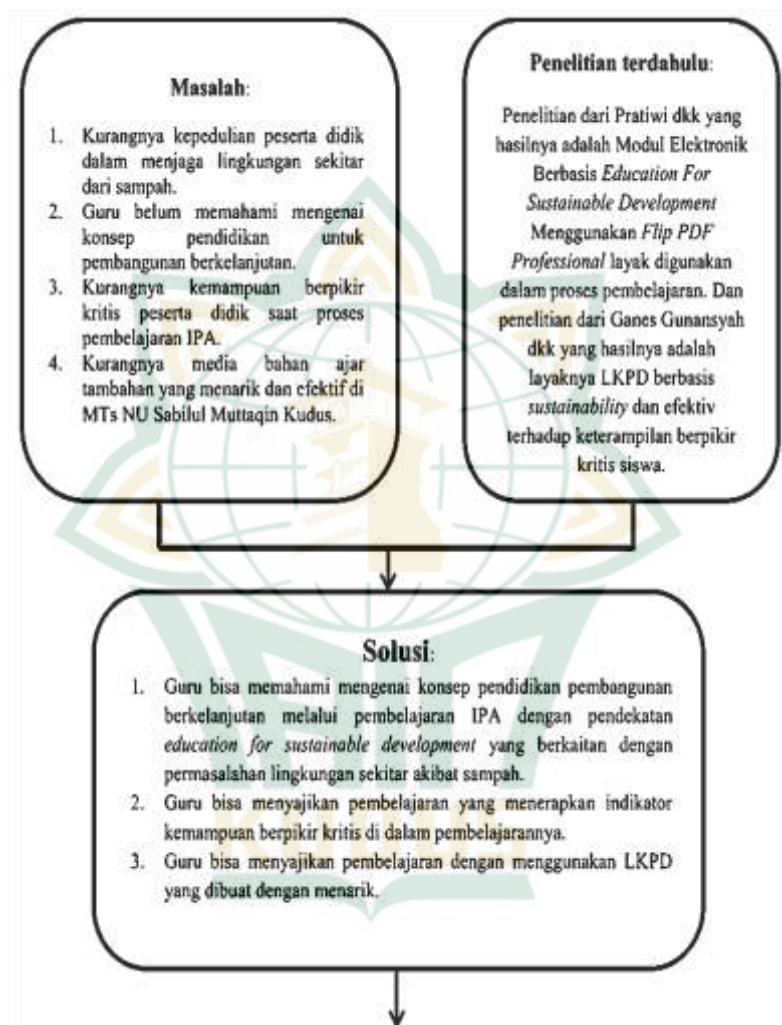 Masalah:
1. Kurangnya kepedulian peserta didik
dalam menjaga lingkungan sekitar
dari sampah.
2. Guru belum memahami mengenai
konsep pendidikan untuk
pembangunan berkelanjutan.
3. Kurangnya kemampuan berpikir
kritis peserta didik saat proses
pembelajaran IPA.
4. Kurangnya media bahan ajar
tambahan yang menarik dan efektif di
MTs NU Sabilul Muttaqin Kudus.
Penelitian terdahulu:
Penelitian dari Pratiwi dkk yang
hasilnya adalah Modul Elektronik
Berbasis Education For
Sustainable Development
Menggunakan Flip PDF
Professional layak digunakan
dalam proses pembelajaran. Dan
penelitian dari Ganes Gunansyah
dkk yang hasilnya adalah
layaknya LKPD berbasis
sustainability dan efektiv
terhadap keterampilan berpikir
kritis siswa.
Solusi:
1. Guru bisa memahami mengenai konsep pendidikan pembangunan
berkelanjutan melalui pembelajaran IPA dengan pendekatan
education for sustainable development yang berkaitan dengan
permasalahan lingkungan sekitar akibat sampah.
2. Guru bisa menyajikan pembelajaran yang menerapkan indikator
kemampuan berpikir kritis di dalam pembelajarannya.
3. Guru bisa menyajikan pembelajaran dengan menggunakan LKPD
yang dibuat dengan menarik.
KUDUS